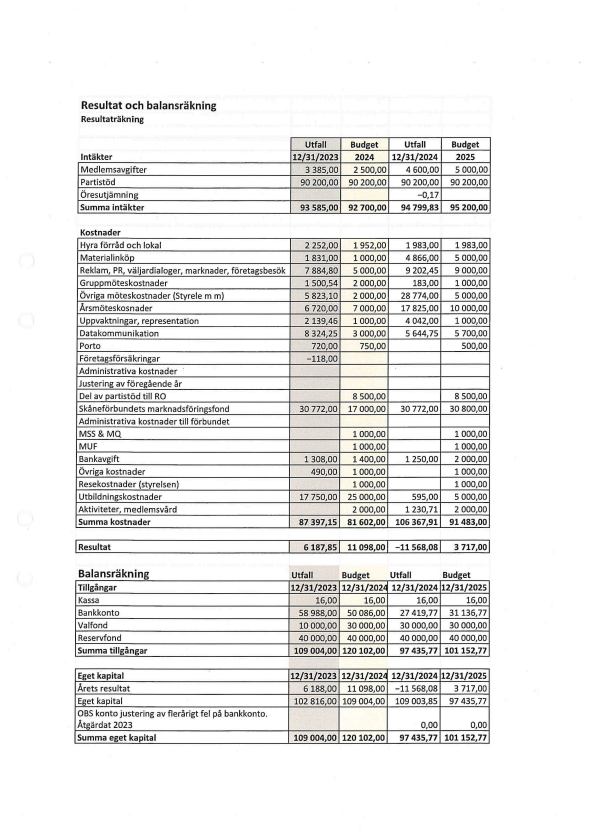 Resultat och balansräkning
Resultaträkning
Utfall Budget Utfall Budget
Intäkter 12/31/2023 2024 12/31/2024 2025
Medlemsavgifter 3 385,00 2 500,00 4 600,00 5 000,00
Partistöd 90 200,00 90 200,00 90 200,00 90 200,00
Öresutjämning –0,17
Summa intäkter 93 585,00 92 700,00 94 799,83 95 200,00
Kostnader
Hyra förråd och lokal 2 252,00 1 952,00 1 983,00 1 983,00
Materialinköp 1 831,00 1 000,00 4 866,00 5 000,00
Reklam, PR, väljardialoger, marknader, företagsbesök 7 884,80 5 000,00 9 202,45 9 000,00
Gruppmöteskostnader 1 500,54 2 000,00 183,00 1 000,00
Övriga möteskostnader (Styrele m m) 5 823,10 2 000,00 28 774,00 5 000,00
Årsmöteskosnader 6 720,00 7 000,00 17 825,00 10 000,00
Uppvaktningar, representation 2 139,46 1 000,00 4 042,00 1 000,00
Datakommunikation 8 324,25 3 000,00 5 644,75 5 700,00
Porto 720,00 750,00 500,00
Företagsförsäkringar –118,00
Administrativa kostnader
Justering av föregående år
Del av partistöd till RO 8 500,00 8 500,00
Skåneförbundets marknadsföringsfond 30 772,00 17 000,00 30 772,00 30 800,00
Administrativa kostnader till förbundet
MSS & MQ 1 000,00 1 000,00
MUF 1 000,00 1 000,00
Bankavgift 1 308,00 1 400,00 1 250,00 2 000,00
Övriga kostnader 490,00 1 000,00 1 000,00
Resekostnader (styrelsen) 1 000,00 1 000,00
Utbildningskostnader 17 750,00 25 000,00 595,00 5 000,00
Aktiviteter, medlemsvård 2 000,00 1 230,71 2 000,00
Summa kostnader 87 397,15 81 602,00 106 367,91 91 483,00
Resultat 6 187,85 11 098,00 –11 568,08 3 717,00
Balansräkning Utfall Budget Utfall Budget
Tillgångar 12/31/2023 12/31/2024 12/31/2024 12/31/2025
Kassa 16,00 16,00 16,00 16,00
Bankkonto 58 988,00 50 086,00 27 419,77 31 136,77
Valfond 10 000,00 30 000,00 30 000,00 30 000,00
Reservfond 40 000,00 40 000,00 40 000,00 40 000,00
Summa tillgångar 109 004,00 120 102,00 97 435,77 101 152,77
Eget kapital 12/31/2023 12/31/2024 12/31/2024 12/31/2025
Årets resultat 6 188,00 11 098,00 –11 568,08 3 717,00
Eget kapital 102 816,00 109 004,00 109 003,85 97 435,77
OBS konto justering av flerårigt fel på bankkonto.
Åtgärdat 2023 0,00 0,00
Summa eget kapital 109 004,00 120 102,00 97 435,77 101 152,77